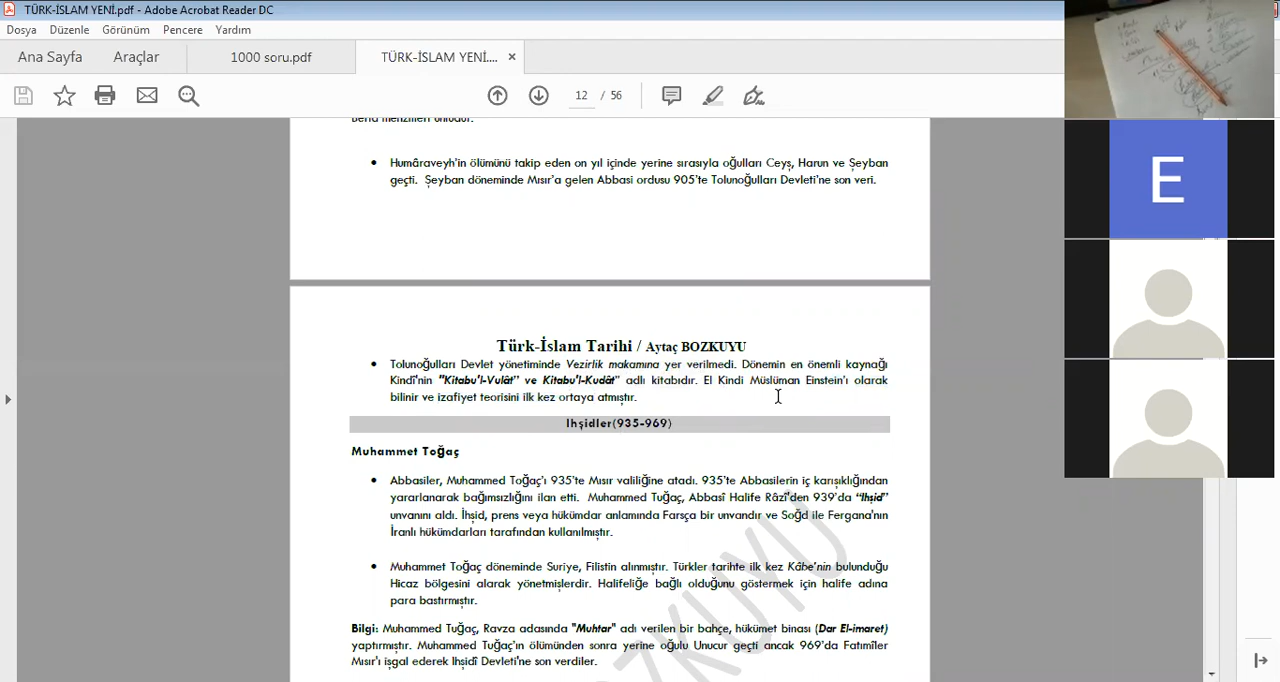 TÜRK-İSLAM YENİ.pdf - Adobe Acrobat Reader DC
Dosya Düzenle Görünüm Pencere Yardım
Ana Sayfa Araçlar 1000 soru.pdf TÜRK-İSLAM YENİ....
12 / 56
Berid menzilleri ünlüdür.
• Humâraveyh'in ölümünü takip eden on yıl içinde yerine sırasıyla oğulları Ceyş, Harun ve Şeyban
geçti. Şeyban döneminde Mısır'a gelen Abbasi ordusu 905'te Tolunoğulları Devleti'ne son veri.
E
Türk-İslam Tarihi / Aytaç BOZKUYU
• Tolunoğulları Devlet yönetiminde Vezirlik makamına yer verilmedi. Dönemin en önemli kaynağı
Kindî'nin "Kitabu'l-Vulât" ve Kitabu'l-Kudât" adlı kitabıdır. El Kindi Müslüman Einstein'ı olarak
bilinir ve izafiyet teorisini ilk kez ortaya atmıştır.
Ihşidler(935-969)
Muhammet Toğaç
• Abbasiler, Muhammed Toğaç'ı 935'te Mısır valiliğine atadı. 935'te Abbasilerin iç karışıklığından
yararlanarak bağımsızlığını ilan etti. Muhammed Tuğaç, Abbasî Halife Râzî'den 939'da “Ihşid”
unvanını aldı. İhşid, prens veya hükümdar anlamında Farsça bir unvandır ve Soğd ile Fergana'nın
İranlı hükümdarları tarafından kullanılmıştır.
• Muhammet Toğaç döneminde Suriye, Filistin alınmıştır. Türkler tarihte ilk kez Kâbe'nin bulunduğu
Hicaz bölgesini alarak yönetmişlerdir. Halifeliğe bağlı olduğunu göstermek için halife adına
para bastırmıştır.
Bilgi: Muhammed Tuğaç, Ravza adasında "Muhtar" adı verilen bir bahçe, hükümet binası (Dar El-imaret)
yaptırmıştır. Muhammed Tuğaç'ın ölümünden sonra yerine oğulu Unucur geçti ancak 969'da Fatımîler
Mısır'ı işgal ederek Ihşidî Devleti'ne son verdiler.
ZKUYU